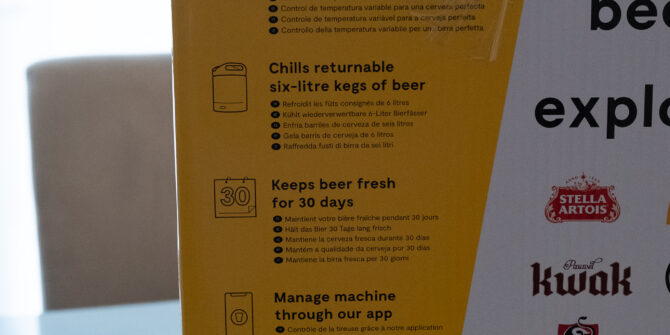 Control de temperatura variable para una cerveza perfecta
Controle de temperatura variável para a cerveja perfeita
Controllo della temperatura variabile per una birra perfetta
Chills returnable
six-litre kegs of beer
Refroidit les fûts consignés de 6 litres
Kühlt wiederverwertbare 6-Liter Bierfässer
Enfría barriles de cerveza de seis litros
Gela barris de cerveja de 6 litros
Raffredda fusti di birra da sei litri
30
Keeps beer fresh
for 30 days
Maintient votre bière fraîche pendant 30 jours
Hält das Bier 30 Tage lang frisch
Mantiene la cerveza fresca durante 30 días
Mantém a qualidade da cerveja por 30 dias
Mantiene la birra fresca per 30 giorni
Manage machine
through our app
Contrôle de la tireuse grâce à notre application
be
explo
STELLA
ARTOIS
Pauwel
kwak